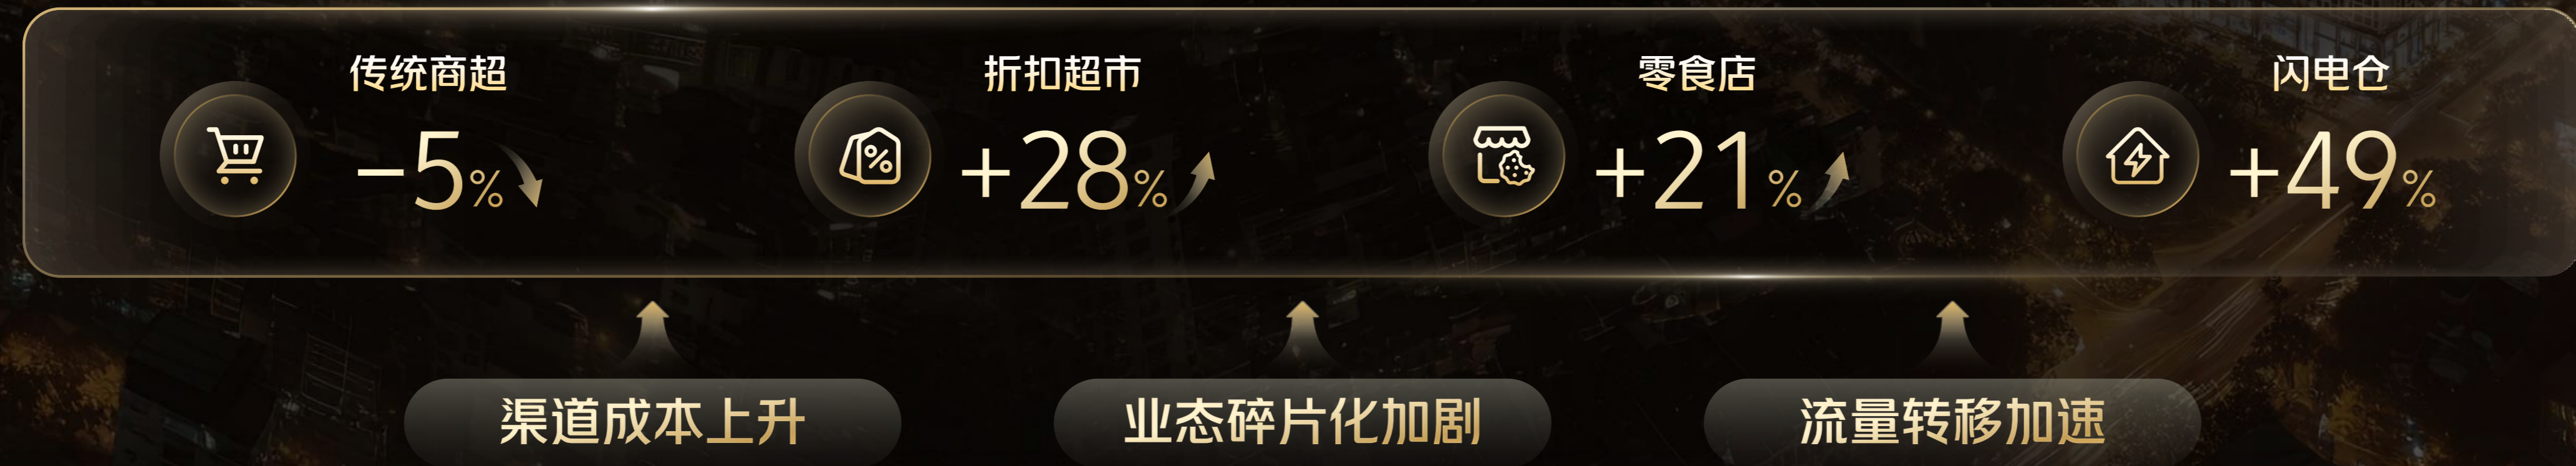 传统商超
-5%
折扣超市
+28%
零食店
+21%
闪电仓
+49%
渠道成本上升
业态碎片化加剧
流量转移加速